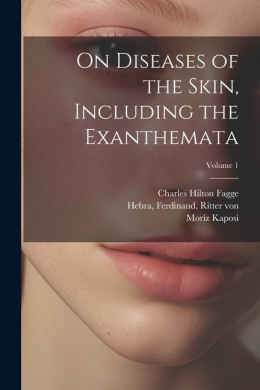 On Diseases of
the Skin,
Including the
Exanthemata
Volume 1
Charles Hilton Fagge
Hebra, Ferdinand, Ritter von
Moriz Kaposi